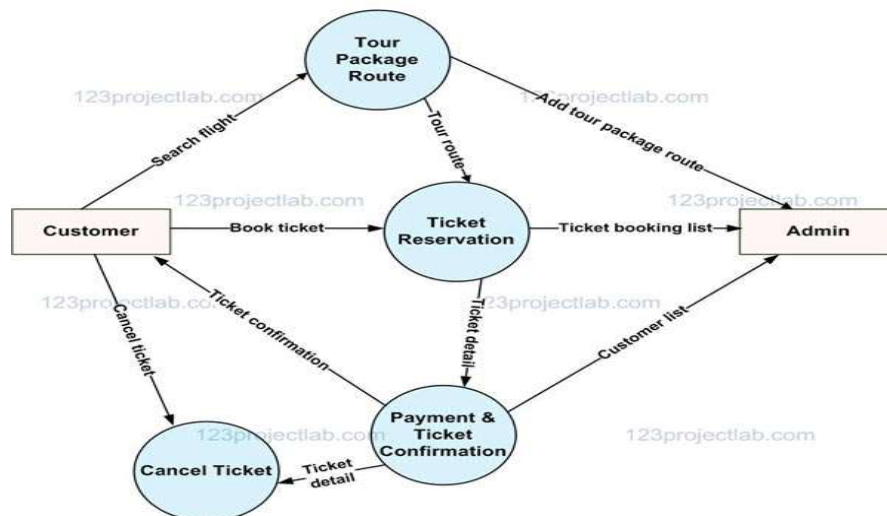 Tour
Package
Route
123projectlab.com
123projectlab.com
Search flight
Tour route
Add tour package route
123projectlab.com
123projectlab.com
Customer
Book ticket
Ticket
Reservation
Ticket booking list
Admin
123projectlab.co
123projectlab.com
Cancel ticket
Ticket confirmation
Ticket detail
Customer list
Payment &
Ticket
Confirmation
123projectlab.com
123projectlab.com
Cancel Ticket
Ticket
detail